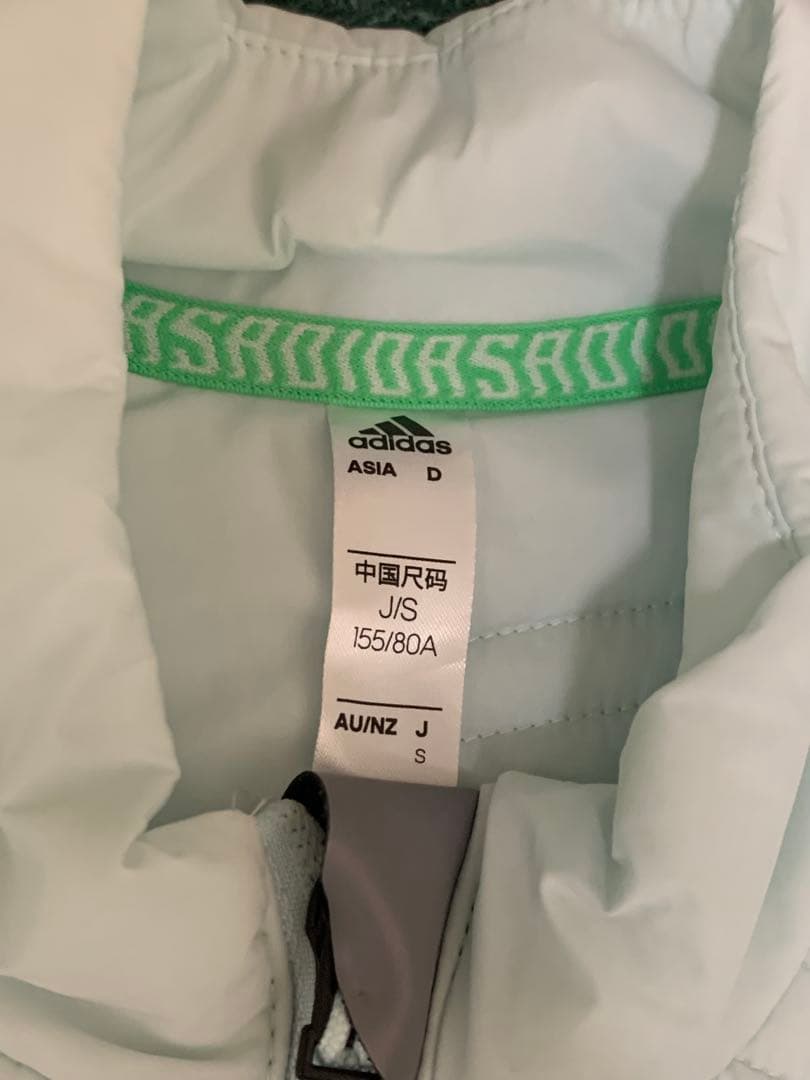 ASADIDASADID
adidas
ASIA D
中国尺码
J/S
155/80A
AU/NZ J
S